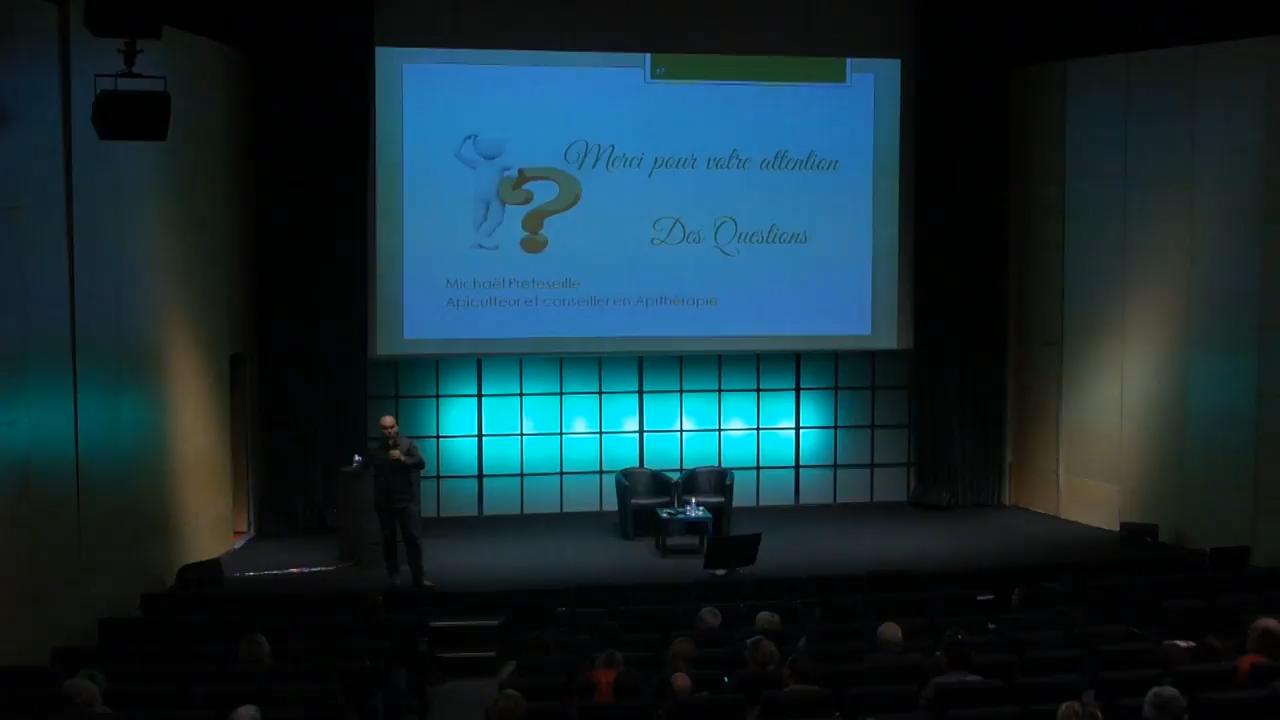 Merci pour votre attention
Des Questions
Michaël Preteseille
Apiculteur et conseiller en Apithérapie